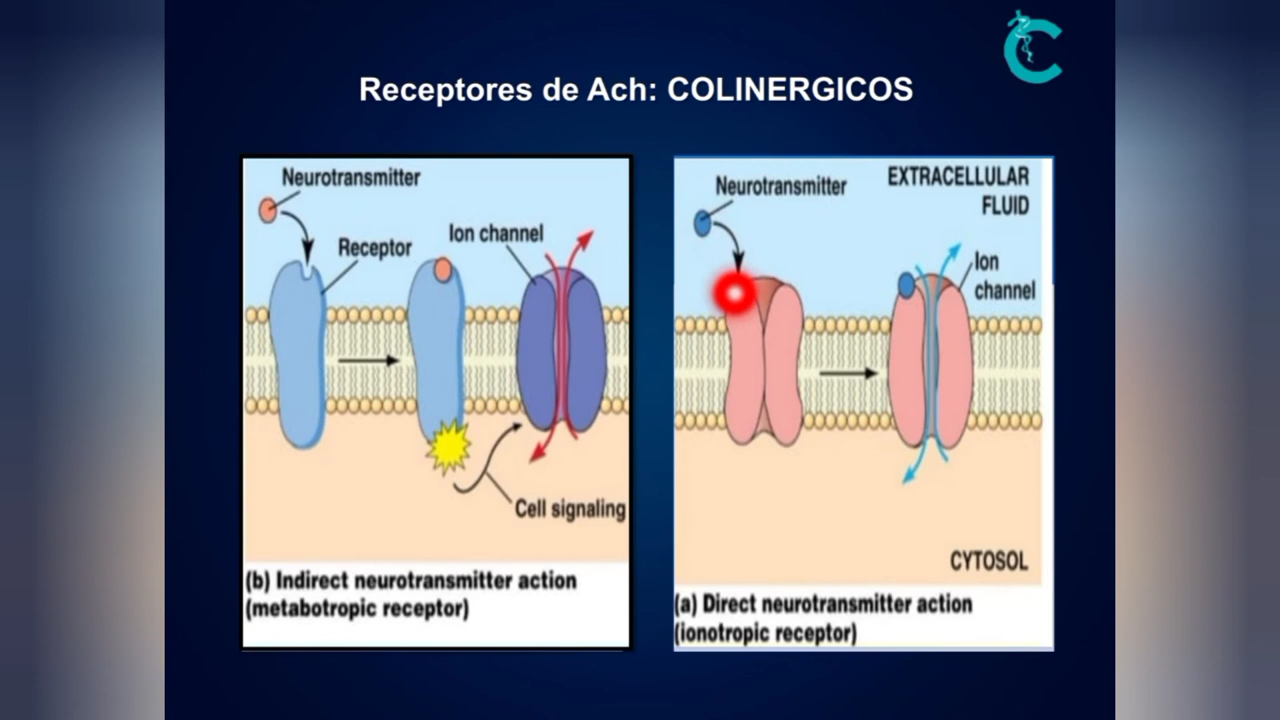 Receptores de Ach: COLINERGICOS
Neurotransmitter
Receptor
Ion channel
Cell signaling
(b) Indirect neurotransmitter action
(metabotropic receptor)
Neurotransmitter
EXTRACELLULAR
FLUID
Ion
channel
CYTOSOL
(a) Direct neurotransmitter action
(ionotropic receptor)